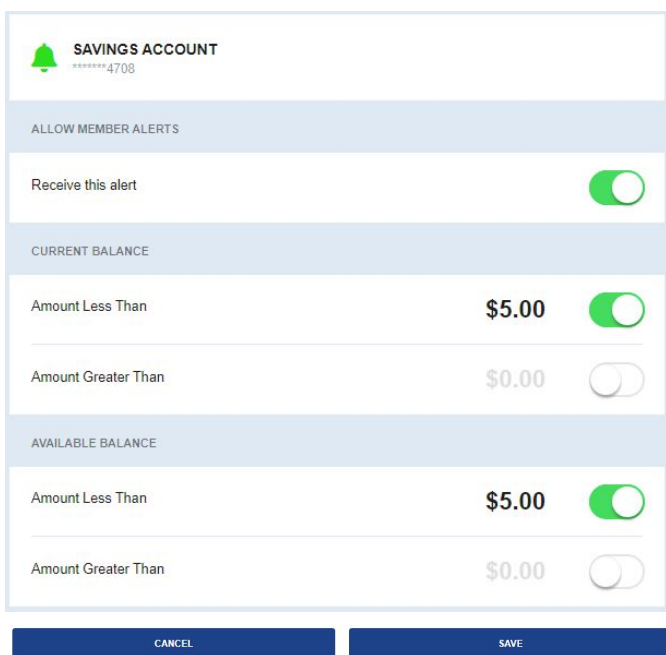 SAVINGS ACCOUNT
*******4708
ALLOW MEMBER ALERTS
Receive this alert
CURRENT BALANCE
Amount Less Than $5.00
Amount Greater Than $0.00
AVAILABLE BALANCE
Amount Less Than $5.00
Amount Greater Than $0.00
CANCEL SAVE